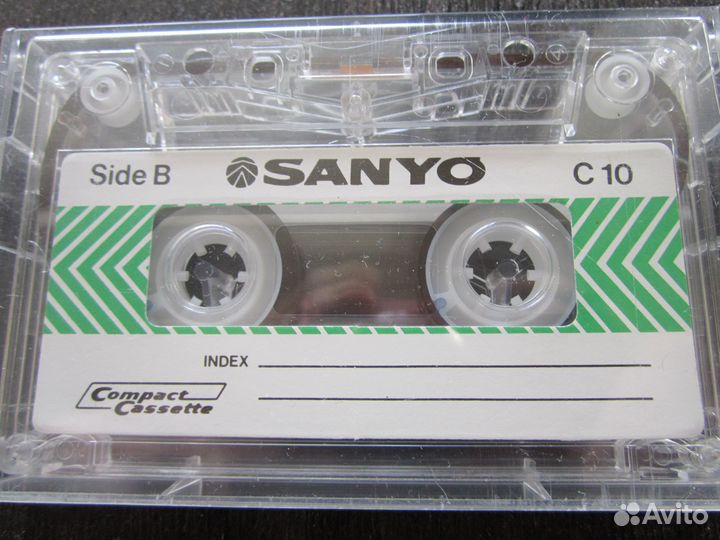 Side B SANYO C 10
INDEX
Compact
Cassette
Avito